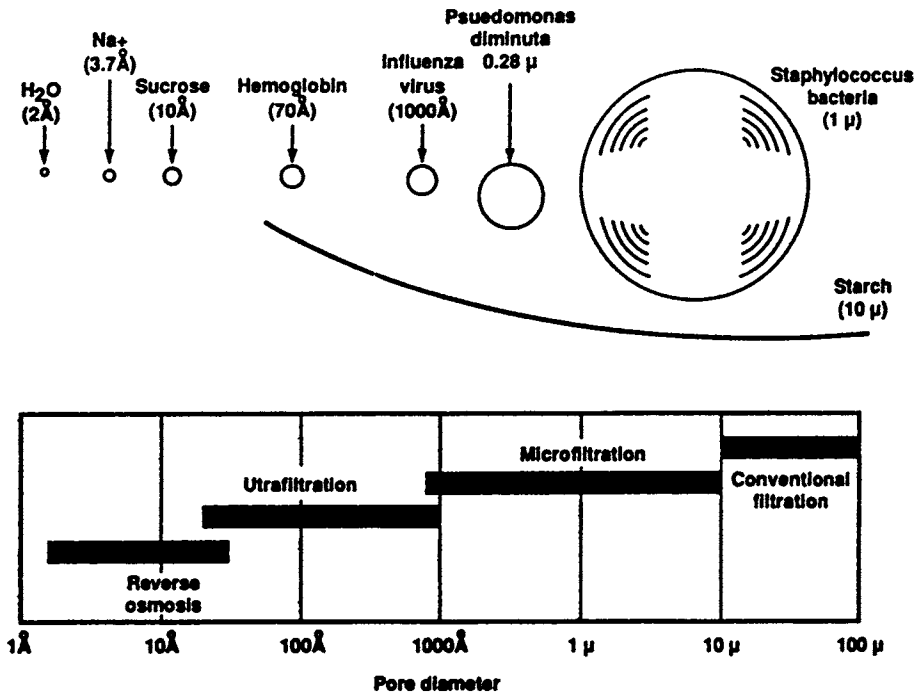 H₂O
(2Å)
Na+
(3.7Å)
Sucrose
(10Å)
Hemoglobin
(70Å)
Influenza
virus
(1000Å)
Psuedomonas
diminuta
0.28 µ
Staphylococcus
bacteria
(1 µ)
Starch
(10 µ)
Microfiltration
Utrafiltration
Conventional
filtration
Reverse
osmosis
1Å
10Å
100Å
1000Å
1 µ
10 µ
100 µ
Pore diameter